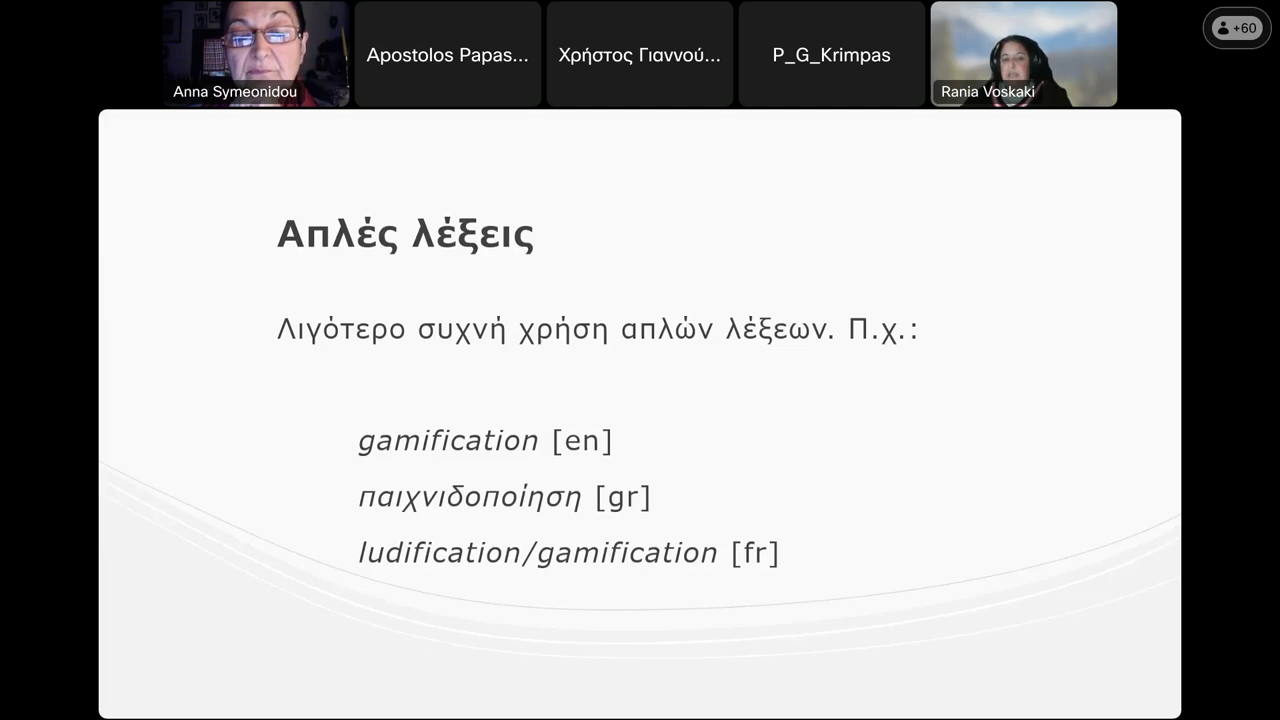 Anna Symeonidou
Apostolos Papas...
Χρήστος Γιαννού...
P_G_Krimpas
Rania Voskaki
+60
Απλές λέξεις
Λιγότερο συχνή χρήση απλών λέξεων. Π.χ.:
gamification [en]
παιχνιδοποίηση [gr]
ludification/gamification [fr]